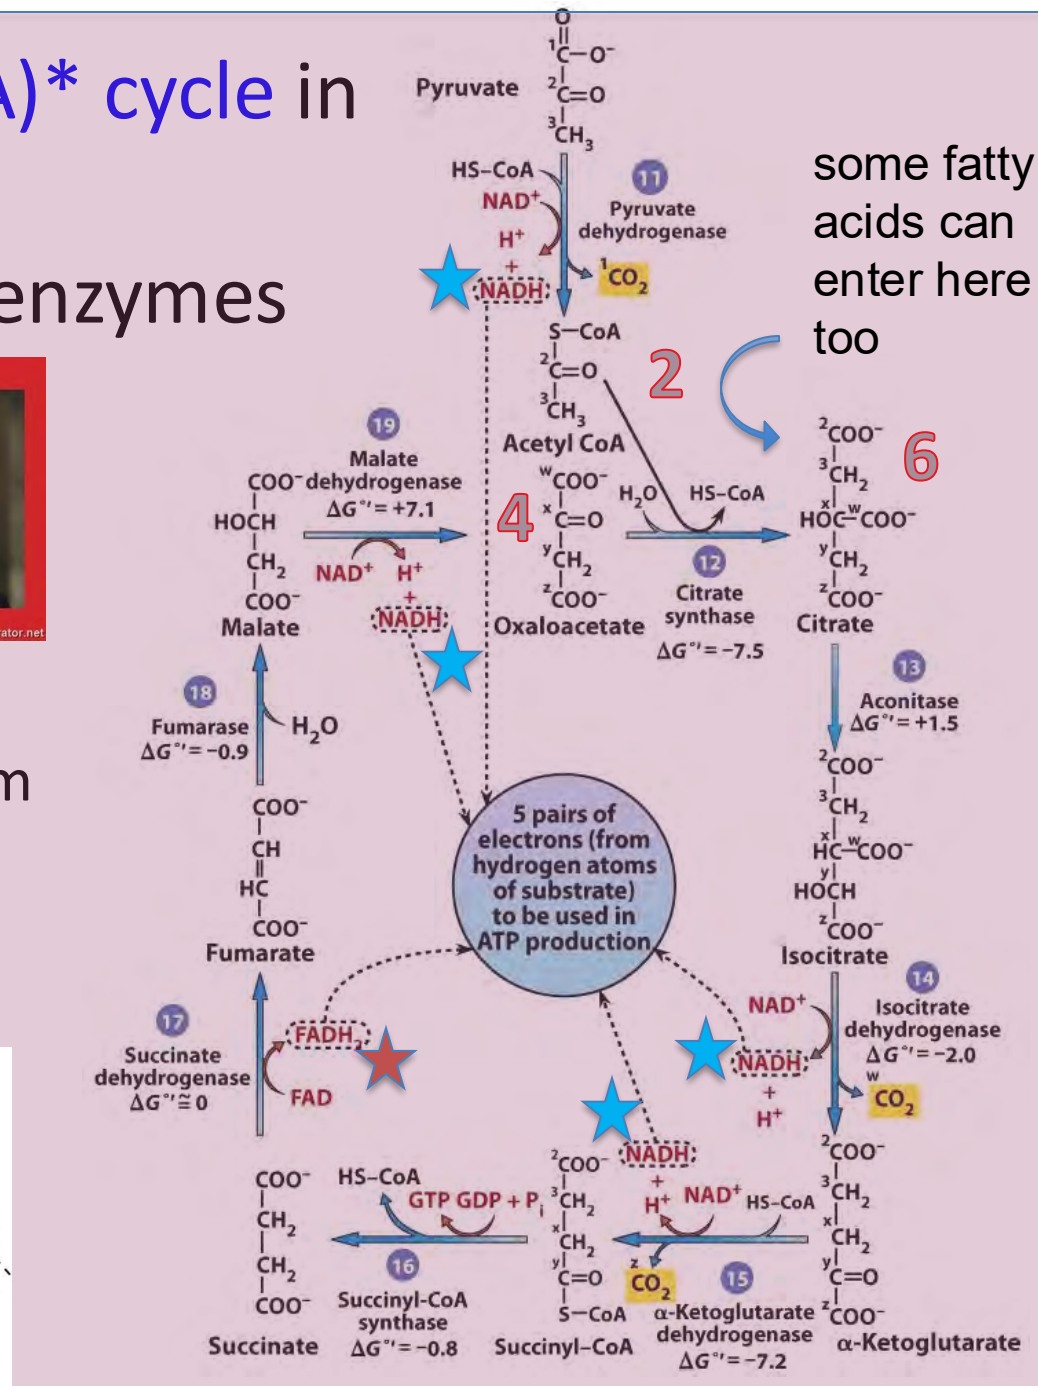 A)* cycle in
enzymes
m
ator.net
some fatty
acids can
enter here
too
O
1C—O−
2C=O
3CH3
Pyruvate
HS–CoA
NAD+
H+
+
NADH
11
Pyruvate
dehydrogenase
1CO2
S—CoA
2C=O
3CH3
Acetyl CoA
2
4
6
wCOO−
xC=O
yCH2
zCOO−
Oxaloacetate
H2O
HS–CoA
12
Citrate
synthase
ΔG°′ = −7.5
2COO−
3CH2
x w
HOC—COO−
yCH2
zCOO−
Citrate
13
Aconitase
ΔG°′ = +1.5
2COO−
3CH2
x w
HC—COO−
y
HOCH
zCOO−
Isocitrate
14
Isocitrate
dehydrogenase
ΔG°′ = −2.0
NAD+
NADH
+
H+
w
CO2
2COO−
3CH2
xCH2
yC=O
zCOO−
α-Ketoglutarate
15
α-Ketoglutarate
dehydrogenase
ΔG°′ = −7.2
HS–CoA
NAD+
H+
+
NADH
z
CO2
2COO−
3CH2
xCH2
yC=O
S—CoA
Succinyl–CoA
16
Succinyl-CoA
synthase
ΔG°′ = −0.8
GTP GDP + Pi
HS–CoA
COO−
CH2
CH2
COO−
Succinate
17
Succinate
dehydrogenase
ΔG°′ ≅ 0
FAD
FADH2
COO−
CH
HC
COO−
Fumarate
18
Fumarase
ΔG°′ = −0.9
H2O
COO−
HOCH
CH2
COO−
Malate
19
Malate
dehydrogenase
ΔG°′ = +7.1
NAD+
H+
+
NADH
5 pairs of
electrons (from
hydrogen atoms
of substrate)
to be used in
ATP production